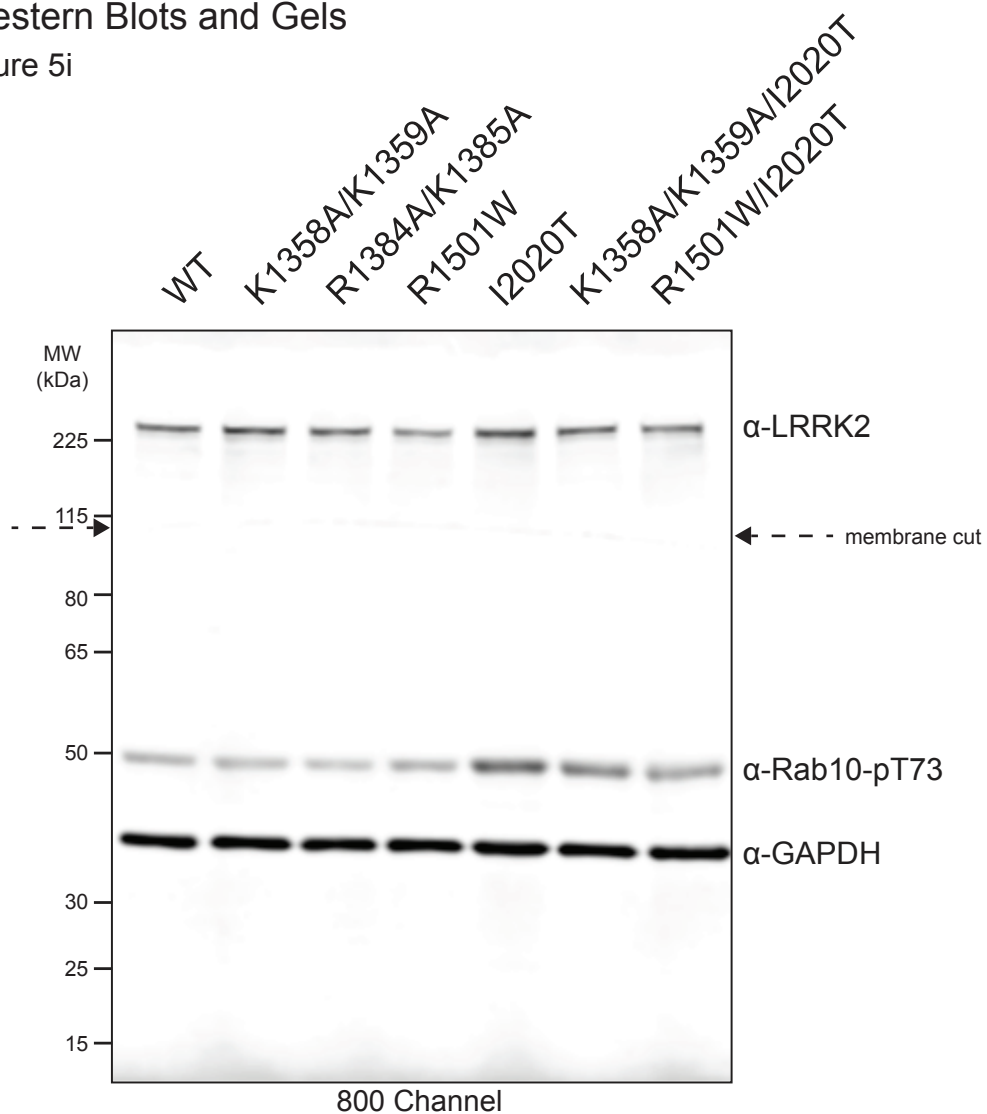 estern Blots and Gels
ure 5i
WT
K1358A/K1359A
R1384A/K1385A
R1501W
I2020T
K1358A/K1359A/I2020T
R1501W/I2020T
MW
(kDa)
225
115
80
65
50
30
25
15
α-LRRK2
membrane cut
α-Rab10-pT73
α-GAPDH
800 Channel